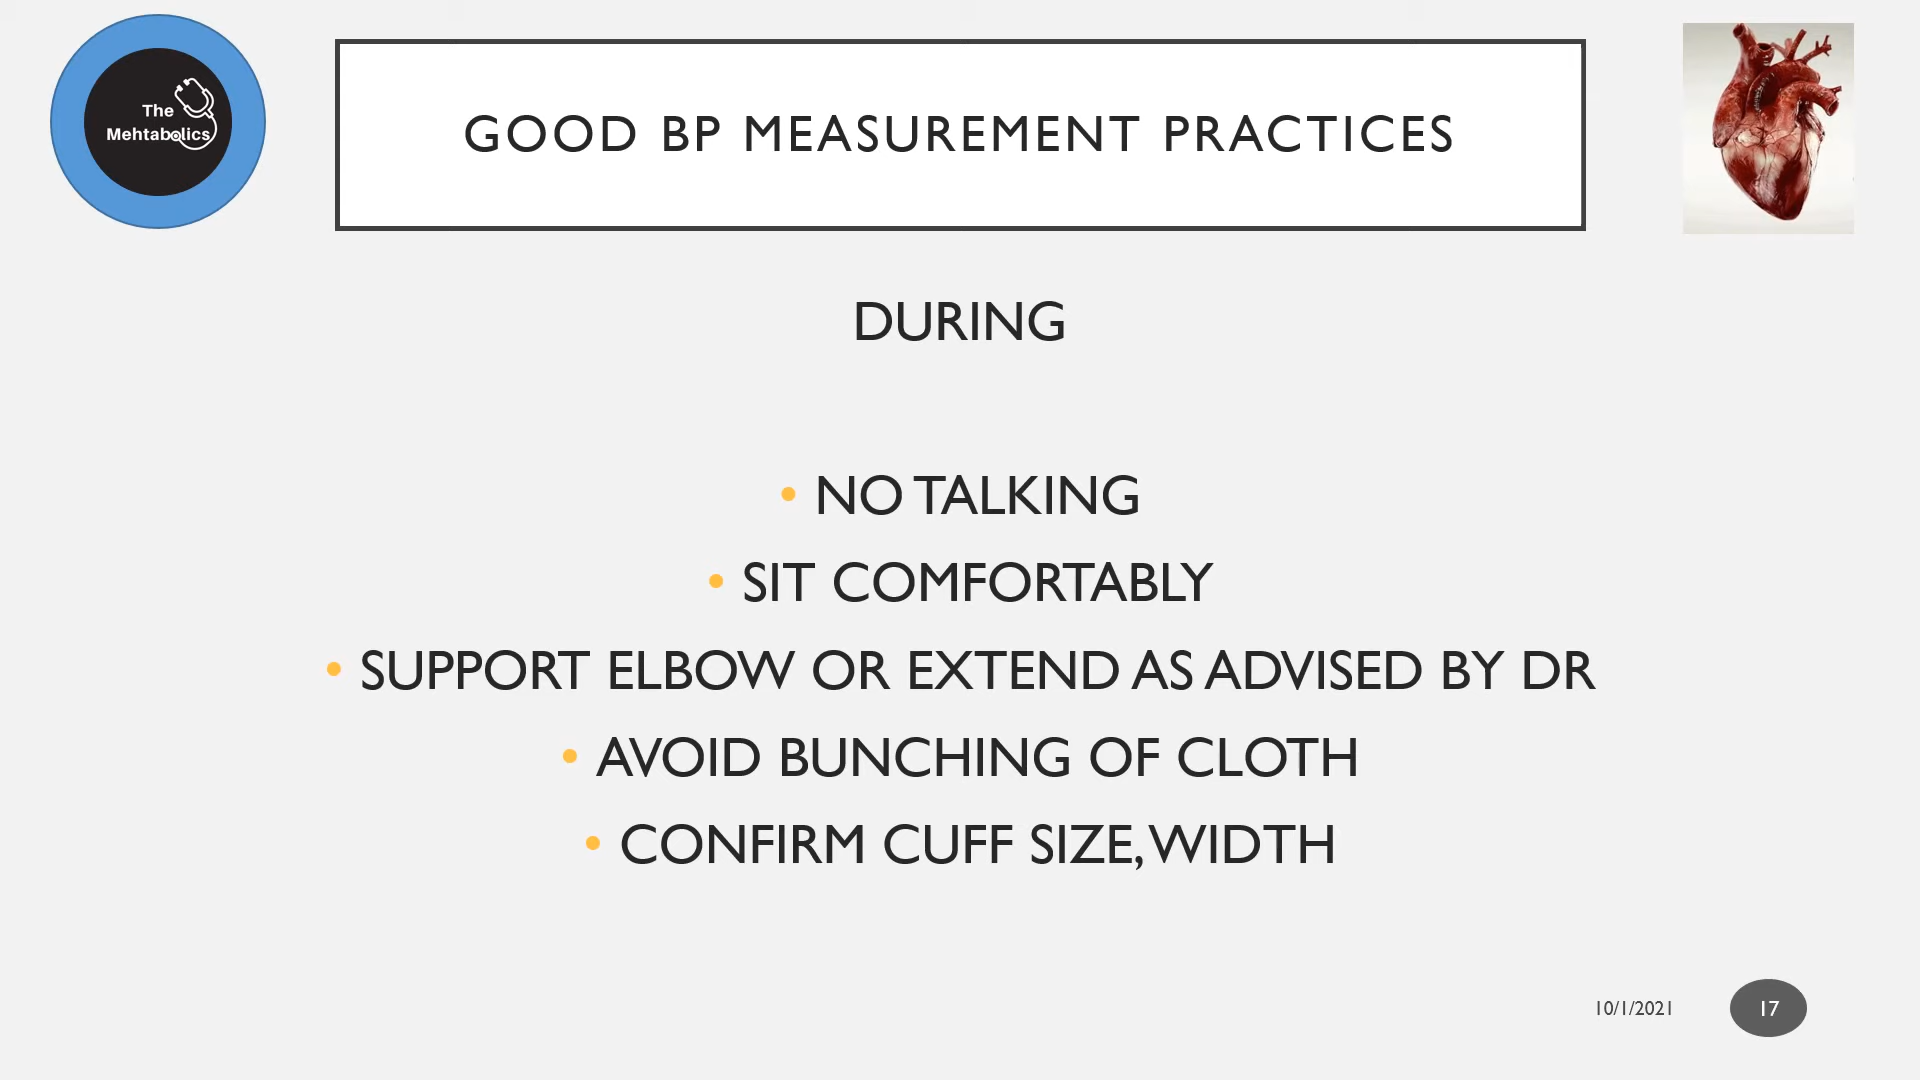 The
Mehtabolics
GOOD BP MEASUREMENT PRACTICES
DURING
• NO TALKING
• SIT COMFORTABLY
• SUPPORT ELBOW OR EXTEND AS ADVISED BY DR
• AVOID BUNCHING OF CLOTH
• CONFIRM CUFF SIZE, WIDTH
10/1/2021
17